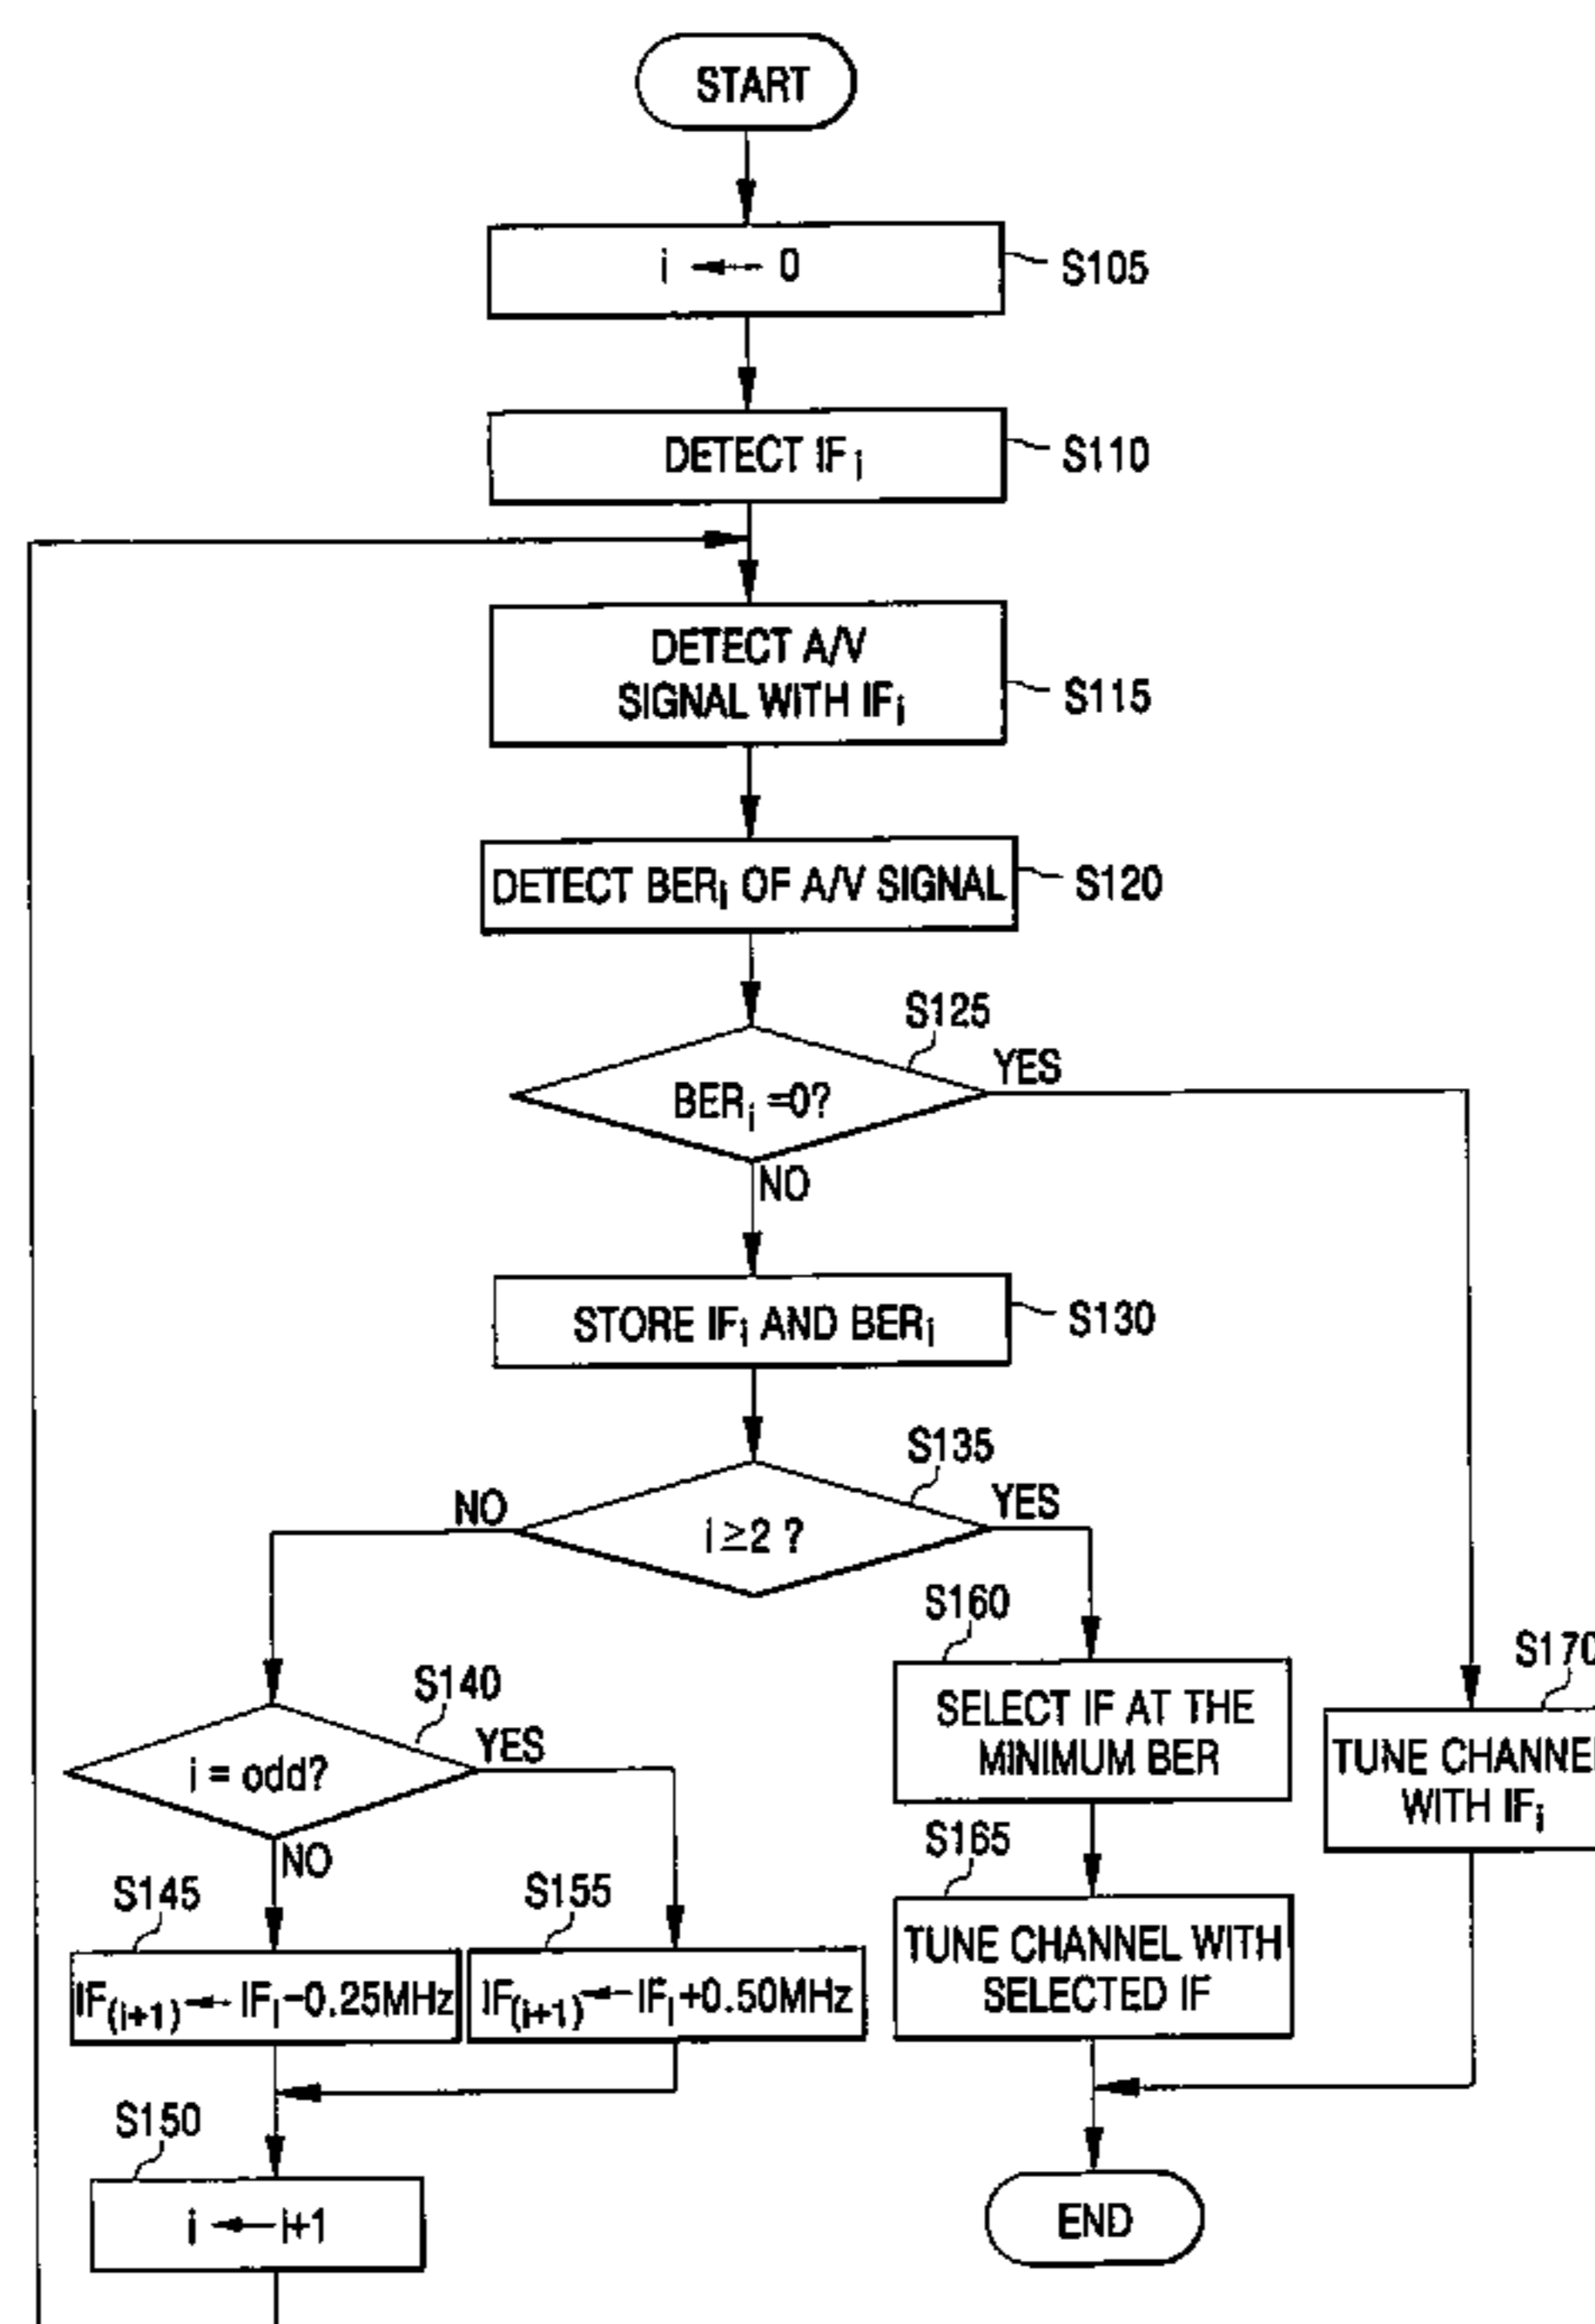 START
i ← 0
S105
DETECT IFi
S110
DETECT A/V
SIGNAL WITH IFi
S115
DETECT BERi OF A/V SIGNAL
S120
S125
BERi =0?
YES
NO
STORE IFi AND BERi
S130
S135
NO
i ≥2 ?
YES
S160
SELECT IF AT THE
MINIMUM BER
S170
TUNE CHANNEL
WITH IFi
S140
i = odd?
YES
NO
S165
TUNE CHANNEL WITH
SELECTED IF
S145
IF(i+1) ← IFi−0.25MHz
S155
IF(i+1) ← IFi+0.50MHz
S150
i ← i+1
END